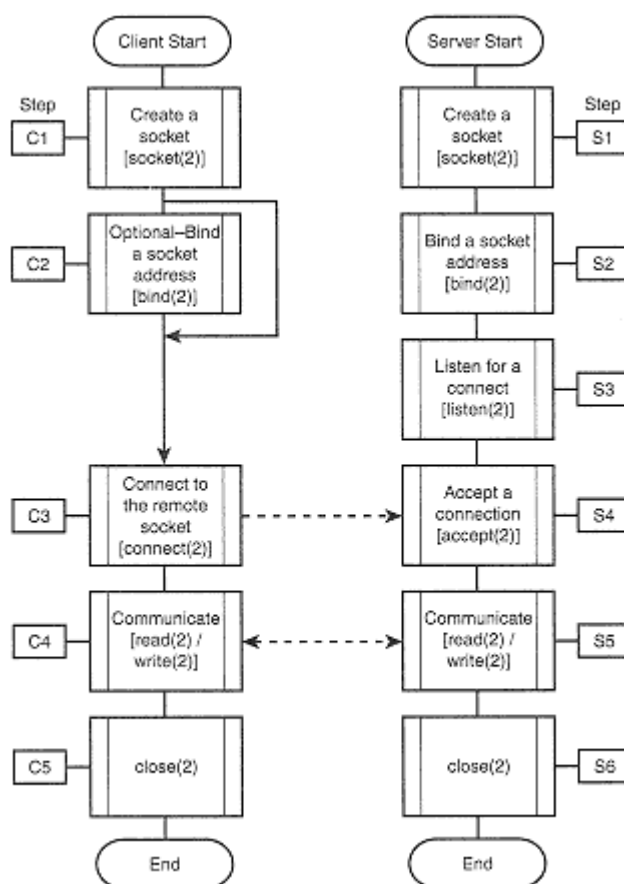 Client Start
Server Start
Step
C1
Create a
socket
[socket(2)]
Create a
socket
[socket(2)]
Step
S1
C2
Optional–Bind
a socket
address
[bind(2)]
Bind a socket
address
[bind(2)]
S2
Listen for a
connect
[listen(2)]
S3
C3
Connect to
the remote
socket
[connect(2)]
Accept a
connection
[accept(2)]
S4
C4
Communicate
[read(2) /
write(2)]
Communicate
[read(2) /
write(2)]
S5
C5
close(2)
close(2)
S6
End
End